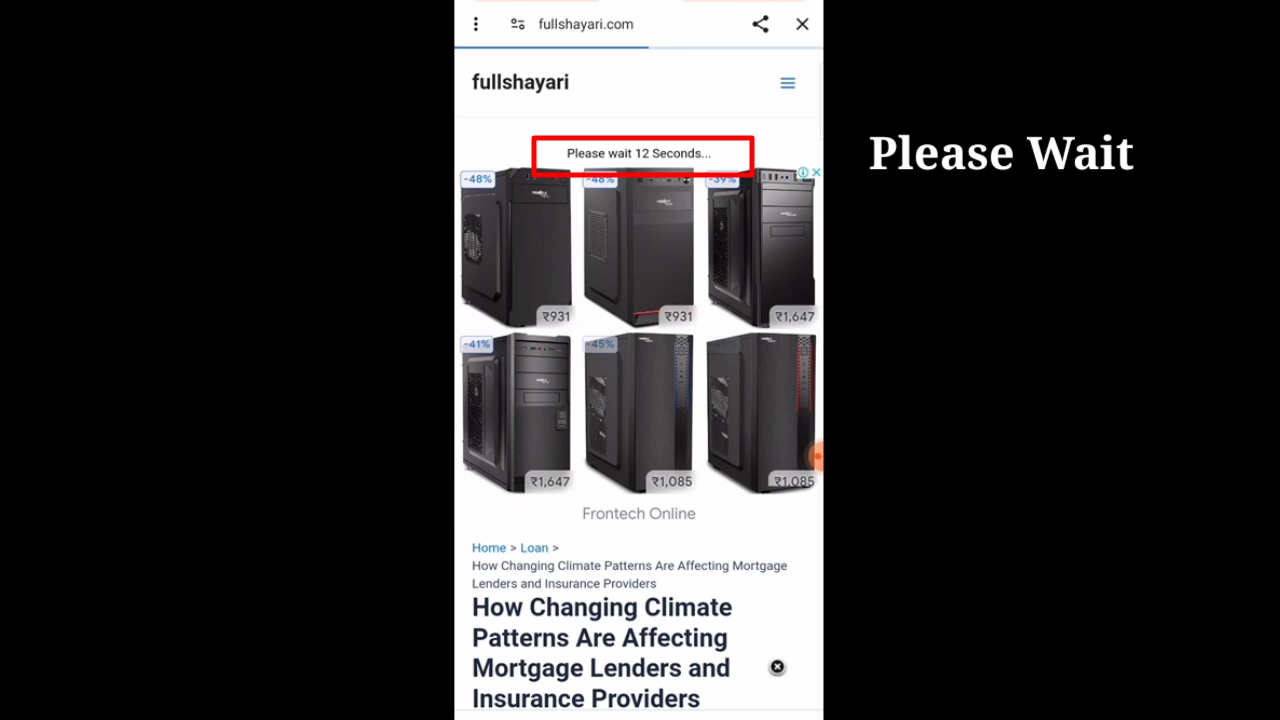 fullshayari.com
fullshayari
Please wait 12 Seconds...
Please Wait
-48%
-48%
-39%
₹931
₹931
₹1,647
-41%
-45%
₹1,647
₹1,085
₹1,085
Frontech Online
Home > Loan >
How Changing Climate Patterns Are Affecting Mortgage
Lenders and Insurance Providers
How Changing Climate
Patterns Are Affecting
Mortgage Lenders and
Insurance Providers